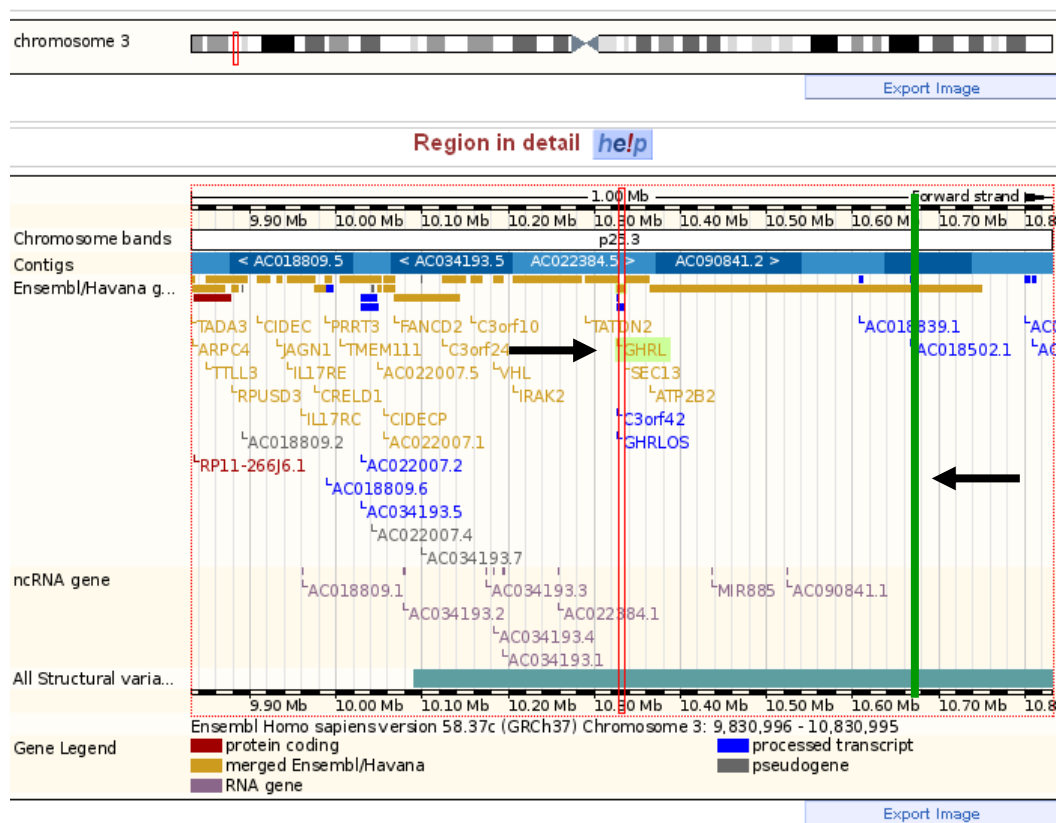 chromosome 3
Export Image
Region in detail help
1.00 Mb Forward strand
9.90 Mb 10.00 Mb 10.10 Mb 10.20 Mb 10.30 Mb 10.40 Mb 10.50 Mb 10.60 Mb 10.70 Mb 10.8
Chromosome bands p25.3
Contigs < AC018809.5 < AC034193.5 AC022384.5 > AC090841.2 >
Ensembl/Havana g...
TADA3 CIDEC PRRT3 FANCD2 C3orf10 TATDN2 AC018839.1 AC0
ARPC4 JAGN1 TMEM111 C3orf24 GHRL AC018502.1 AC
TTLL3 IL17RE AC022007.5 VHL SEC13
RPUSD3 CRELD1 IRAK2 ATP2B2
IL17RC CIDECP C3orf42
AC018809.2 AC022007.1 GHRLOS
RP11-266J6.1 AC022007.2
AC018809.6
AC034193.5
AC022007.4
AC034193.7
ncRNA gene
AC018809.1 AC034193.3 MIR885 AC090841.1
AC034193.2 AC022384.1
AC034193.4
AC034193.1
All Structural varia...
9.90 Mb 10.00 Mb 10.10 Mb 10.20 Mb 10.30 Mb 10.40 Mb 10.50 Mb 10.60 Mb 10.70 Mb 10.8
Ensembl Homo sapiens version 58.37c (GRCh37) Chromosome 3: 9,830,996 - 10,830,995
Gene Legend protein coding processed transcript
merged Ensembl/Havana pseudogene
RNA gene
Export Image